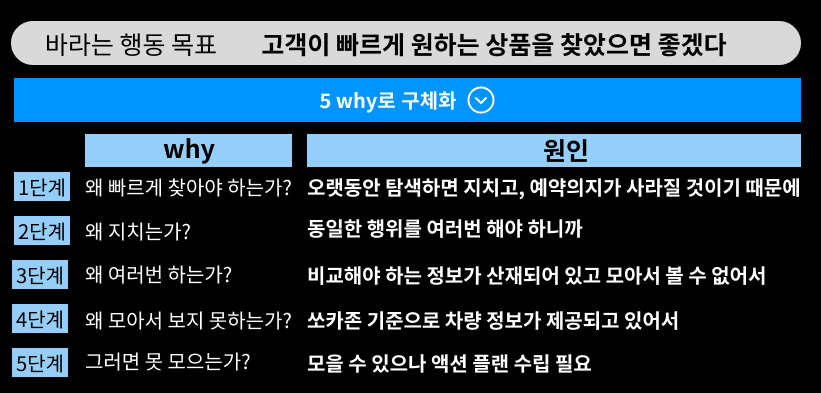 바라는 행동 목표 고객이 빠르게 원하는 상품을 찾았으면 좋겠다
5 why로 구체화
why 원인
1단계 왜 빠르게 찾아야 하는가? 오랫동안 탐색하면 지치고, 예약의지가 사라질 것이기 때문에
2단계 왜 지치는가? 동일한 행위를 여러번 해야 하니까
3단계 왜 여러번 하는가? 비교해야 하는 정보가 산재되어 있고 모아서 볼 수 없어서
4단계 왜 모아서 보지 못하는가? 쏘카존 기준으로 차량 정보가 제공되고 있어서
5단계 그러면 못 모으는가? 모을 수 있으나 액션 플랜 수립 필요